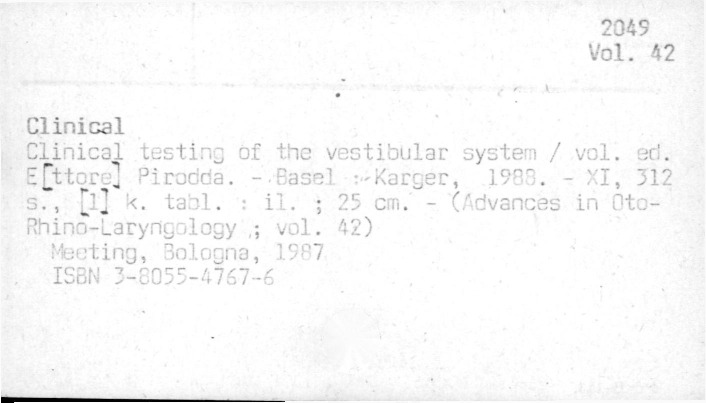 2049
Vol. 42
Clinical
Clinical testing of the vestibular system / vol. ed.
E[ttore] Pirodda. - Basel : Karger, 1988. - XI, 312
s., [1] k. tabl. : il. ; 25 cm. - (Advances in Oto-
Rhino-Laryngology ; vol. 42)
Meeting, Bologna, 1987
ISBN 3-8055-4767-6